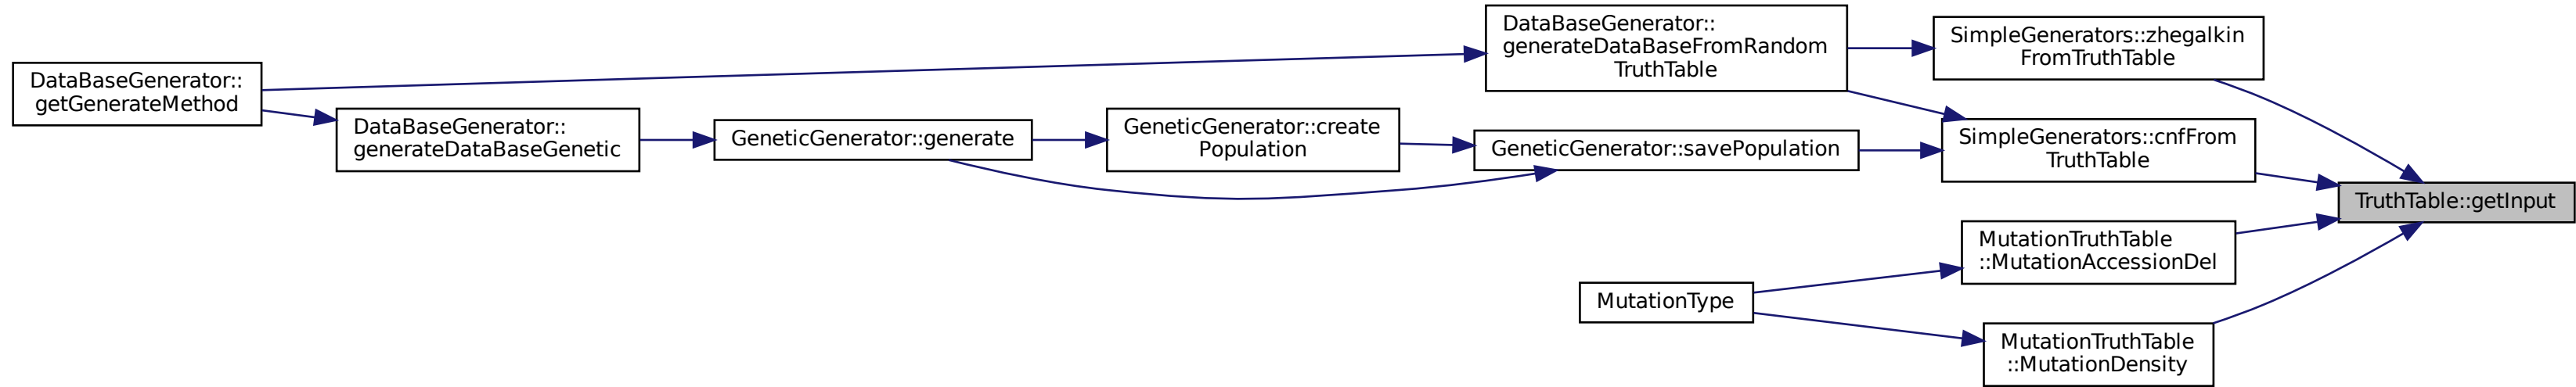 DataBaseGenerator::
getGenerateMethod
DataBaseGenerator::
generateDataBaseGenetic
GeneticGenerator::generate
GeneticGenerator::create
Population
DataBaseGenerator::
generateDataBaseFromRandom
TruthTable
GeneticGenerator::savePopulation
MutationType
SimpleGenerators::zhegalkin
FromTruthTable
SimpleGenerators::cnfFrom
TruthTable
MutationTruthTable
::MutationAccessionDel
MutationTruthTable
::MutationDensity
TruthTable::getInput